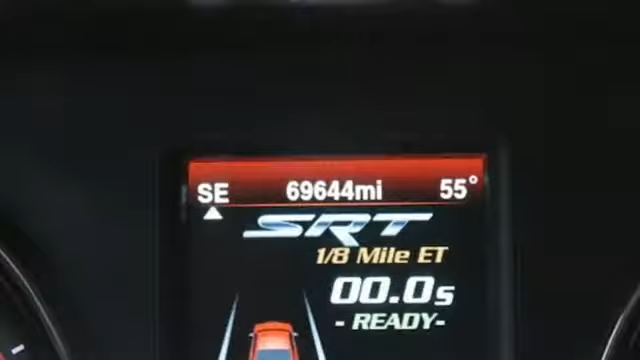 SE 69644mi 55°
SRT
1/8 Mile ET
00.0s
- READY-